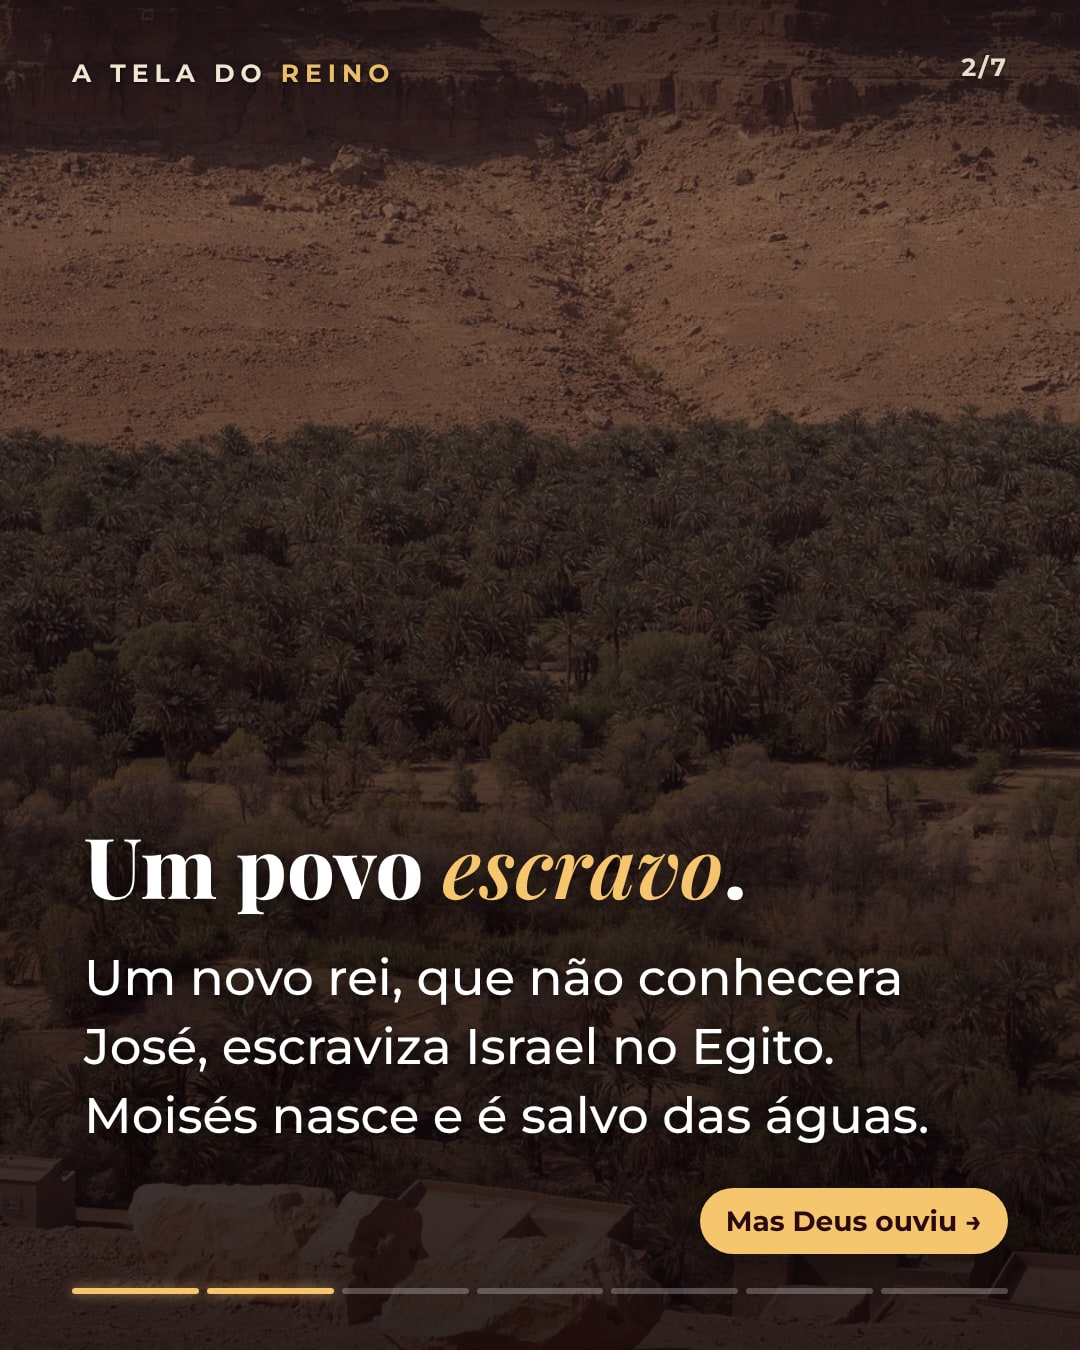 A TELA DO REINO
2/7
Um povo escravo.
Um novo rei, que não conhecera
José, escraviza Israel no Egito.
Moisés nasce e é salvo das águas.
Mas Deus ouviu →